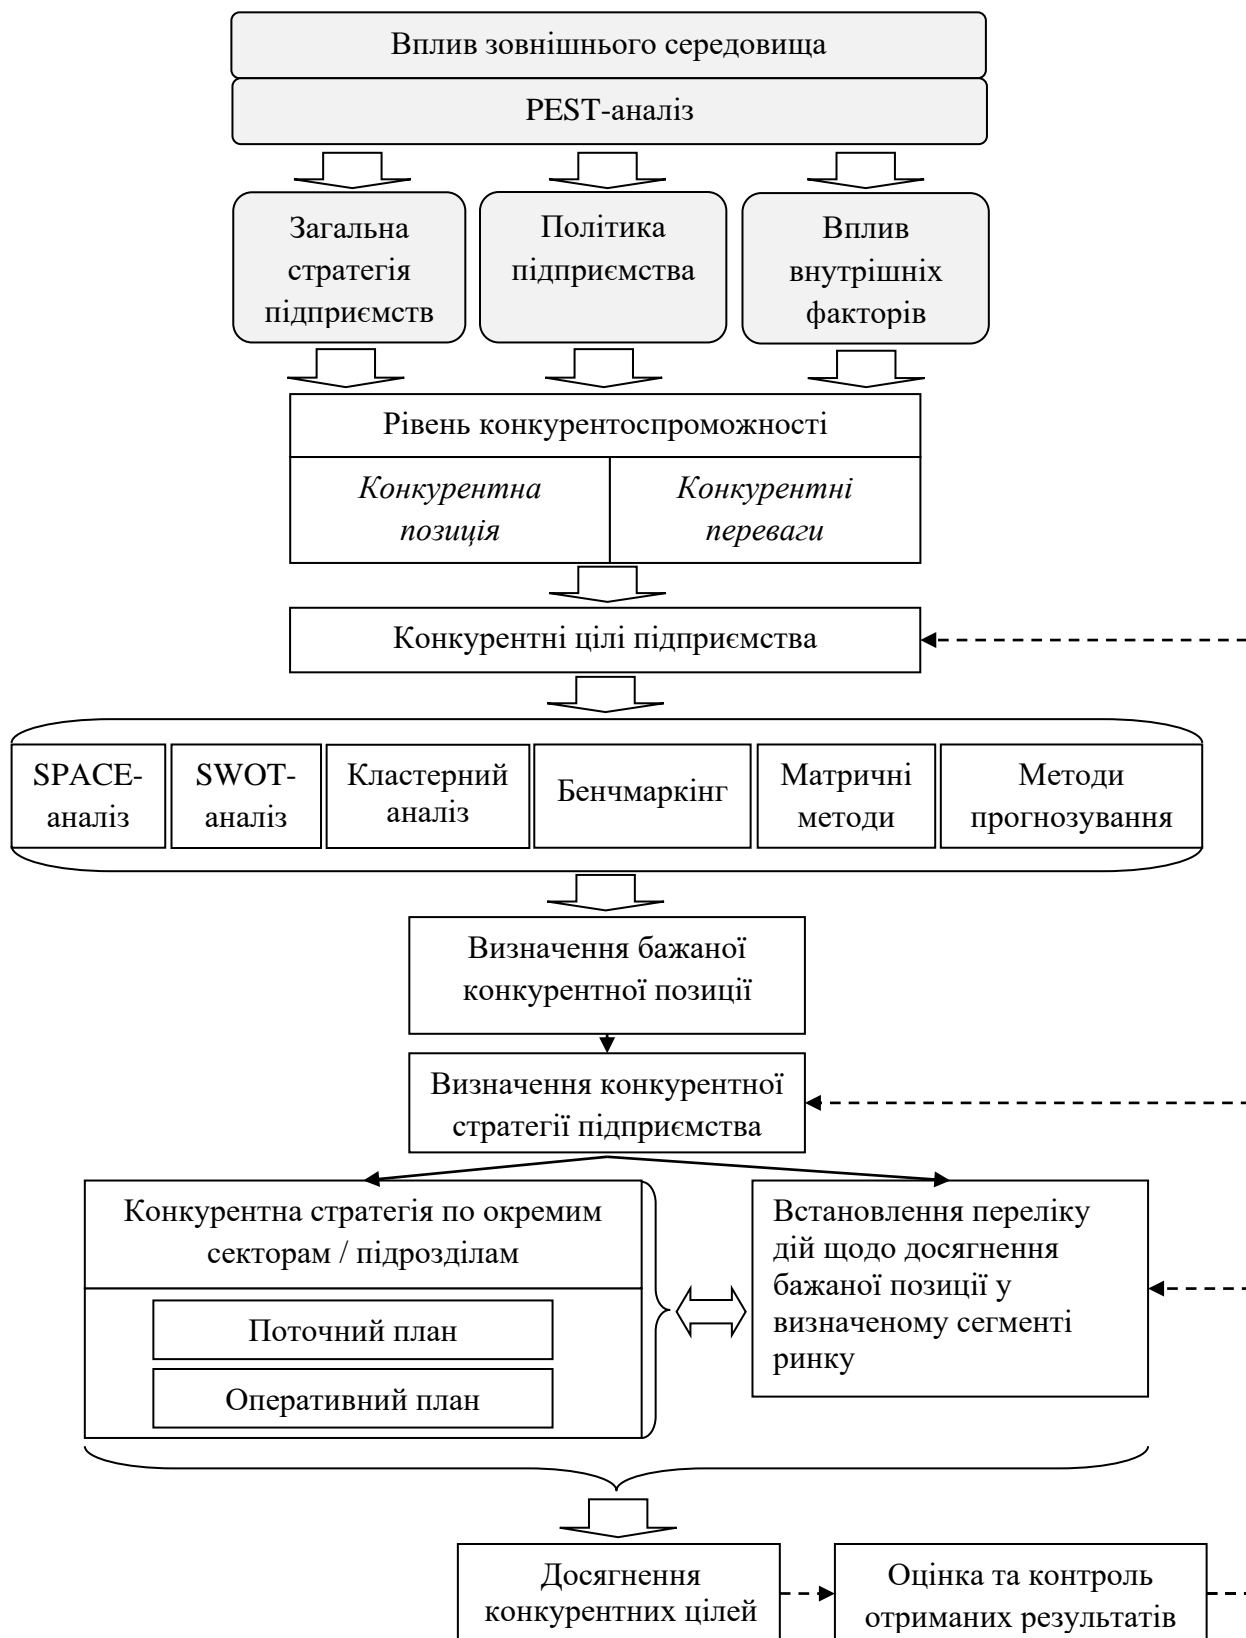 Вплив зовнішнього середовища
PEST-аналіз
Загальна
стратегія
підприємств
Політика
підприємства
Вплив
внутрішніх
факторів
Рівень конкурентоспроможності
Конкурентна
позиція
Конкурентні
переваги
Конкурентні цілі підприємства
SPACE-
аналіз
SWOT-
аналіз
Кластерний
аналіз
Бенчмаркінг
Матричні
методи
Методи
прогнозування
Визначення бажаної
конкурентної позиції
Визначення конкурентної
стратегії підприємства
Конкурентна стратегія по окремим
секторам / підрозділам
Поточний план
Оперативний план
Встановлення переліку
дій щодо досягнення
бажаної позиції у
визначеному сегменті
ринку
Досягнення
конкурентних цілей
Оцінка та контроль
отриманих результатів